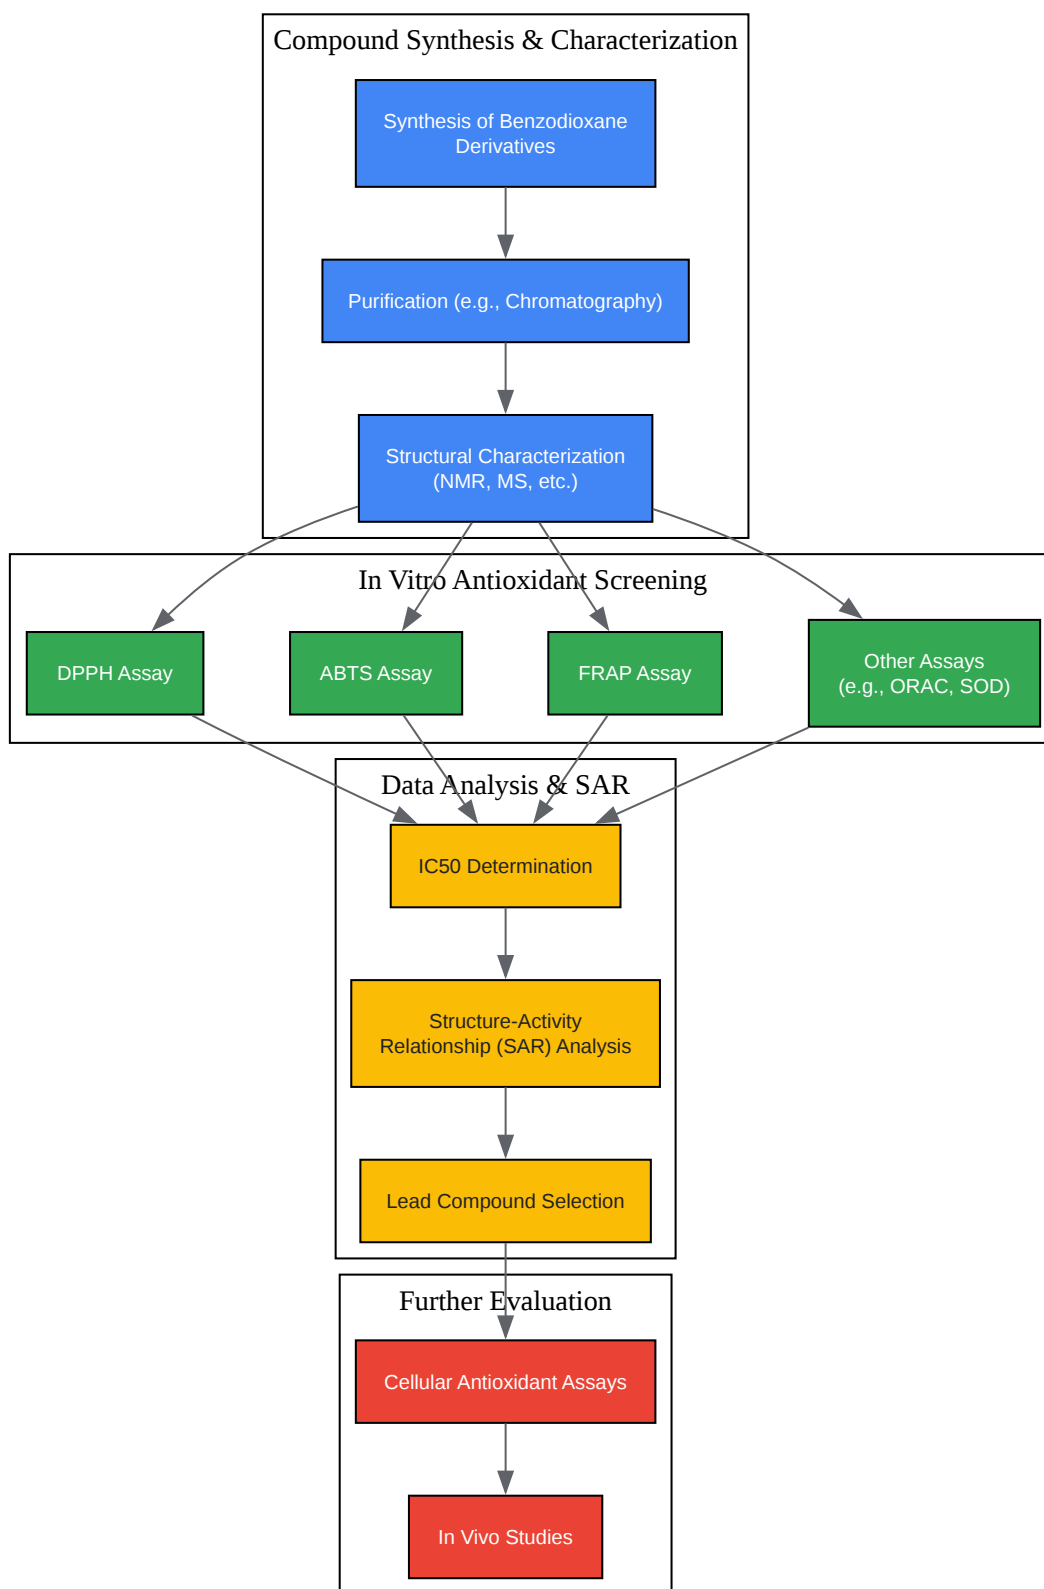 Compound Synthesis & Characterization
Synthesis of Benzodioxane
Derivatives
Purification (e.g., Chromatography)
Structural Characterization
(NMR, MS, etc.)
In Vitro Antioxidant Screening
DPPH Assay
ABTS Assay
FRAP Assay
Other Assays
(e.g., ORAC, SOD)
Data Analysis & SAR
IC50 Determination
Structure-Activity
Relationship (SAR) Analysis
Lead Compound Selection
Further Evaluation
Cellular Antioxidant Assays
In Vivo Studies